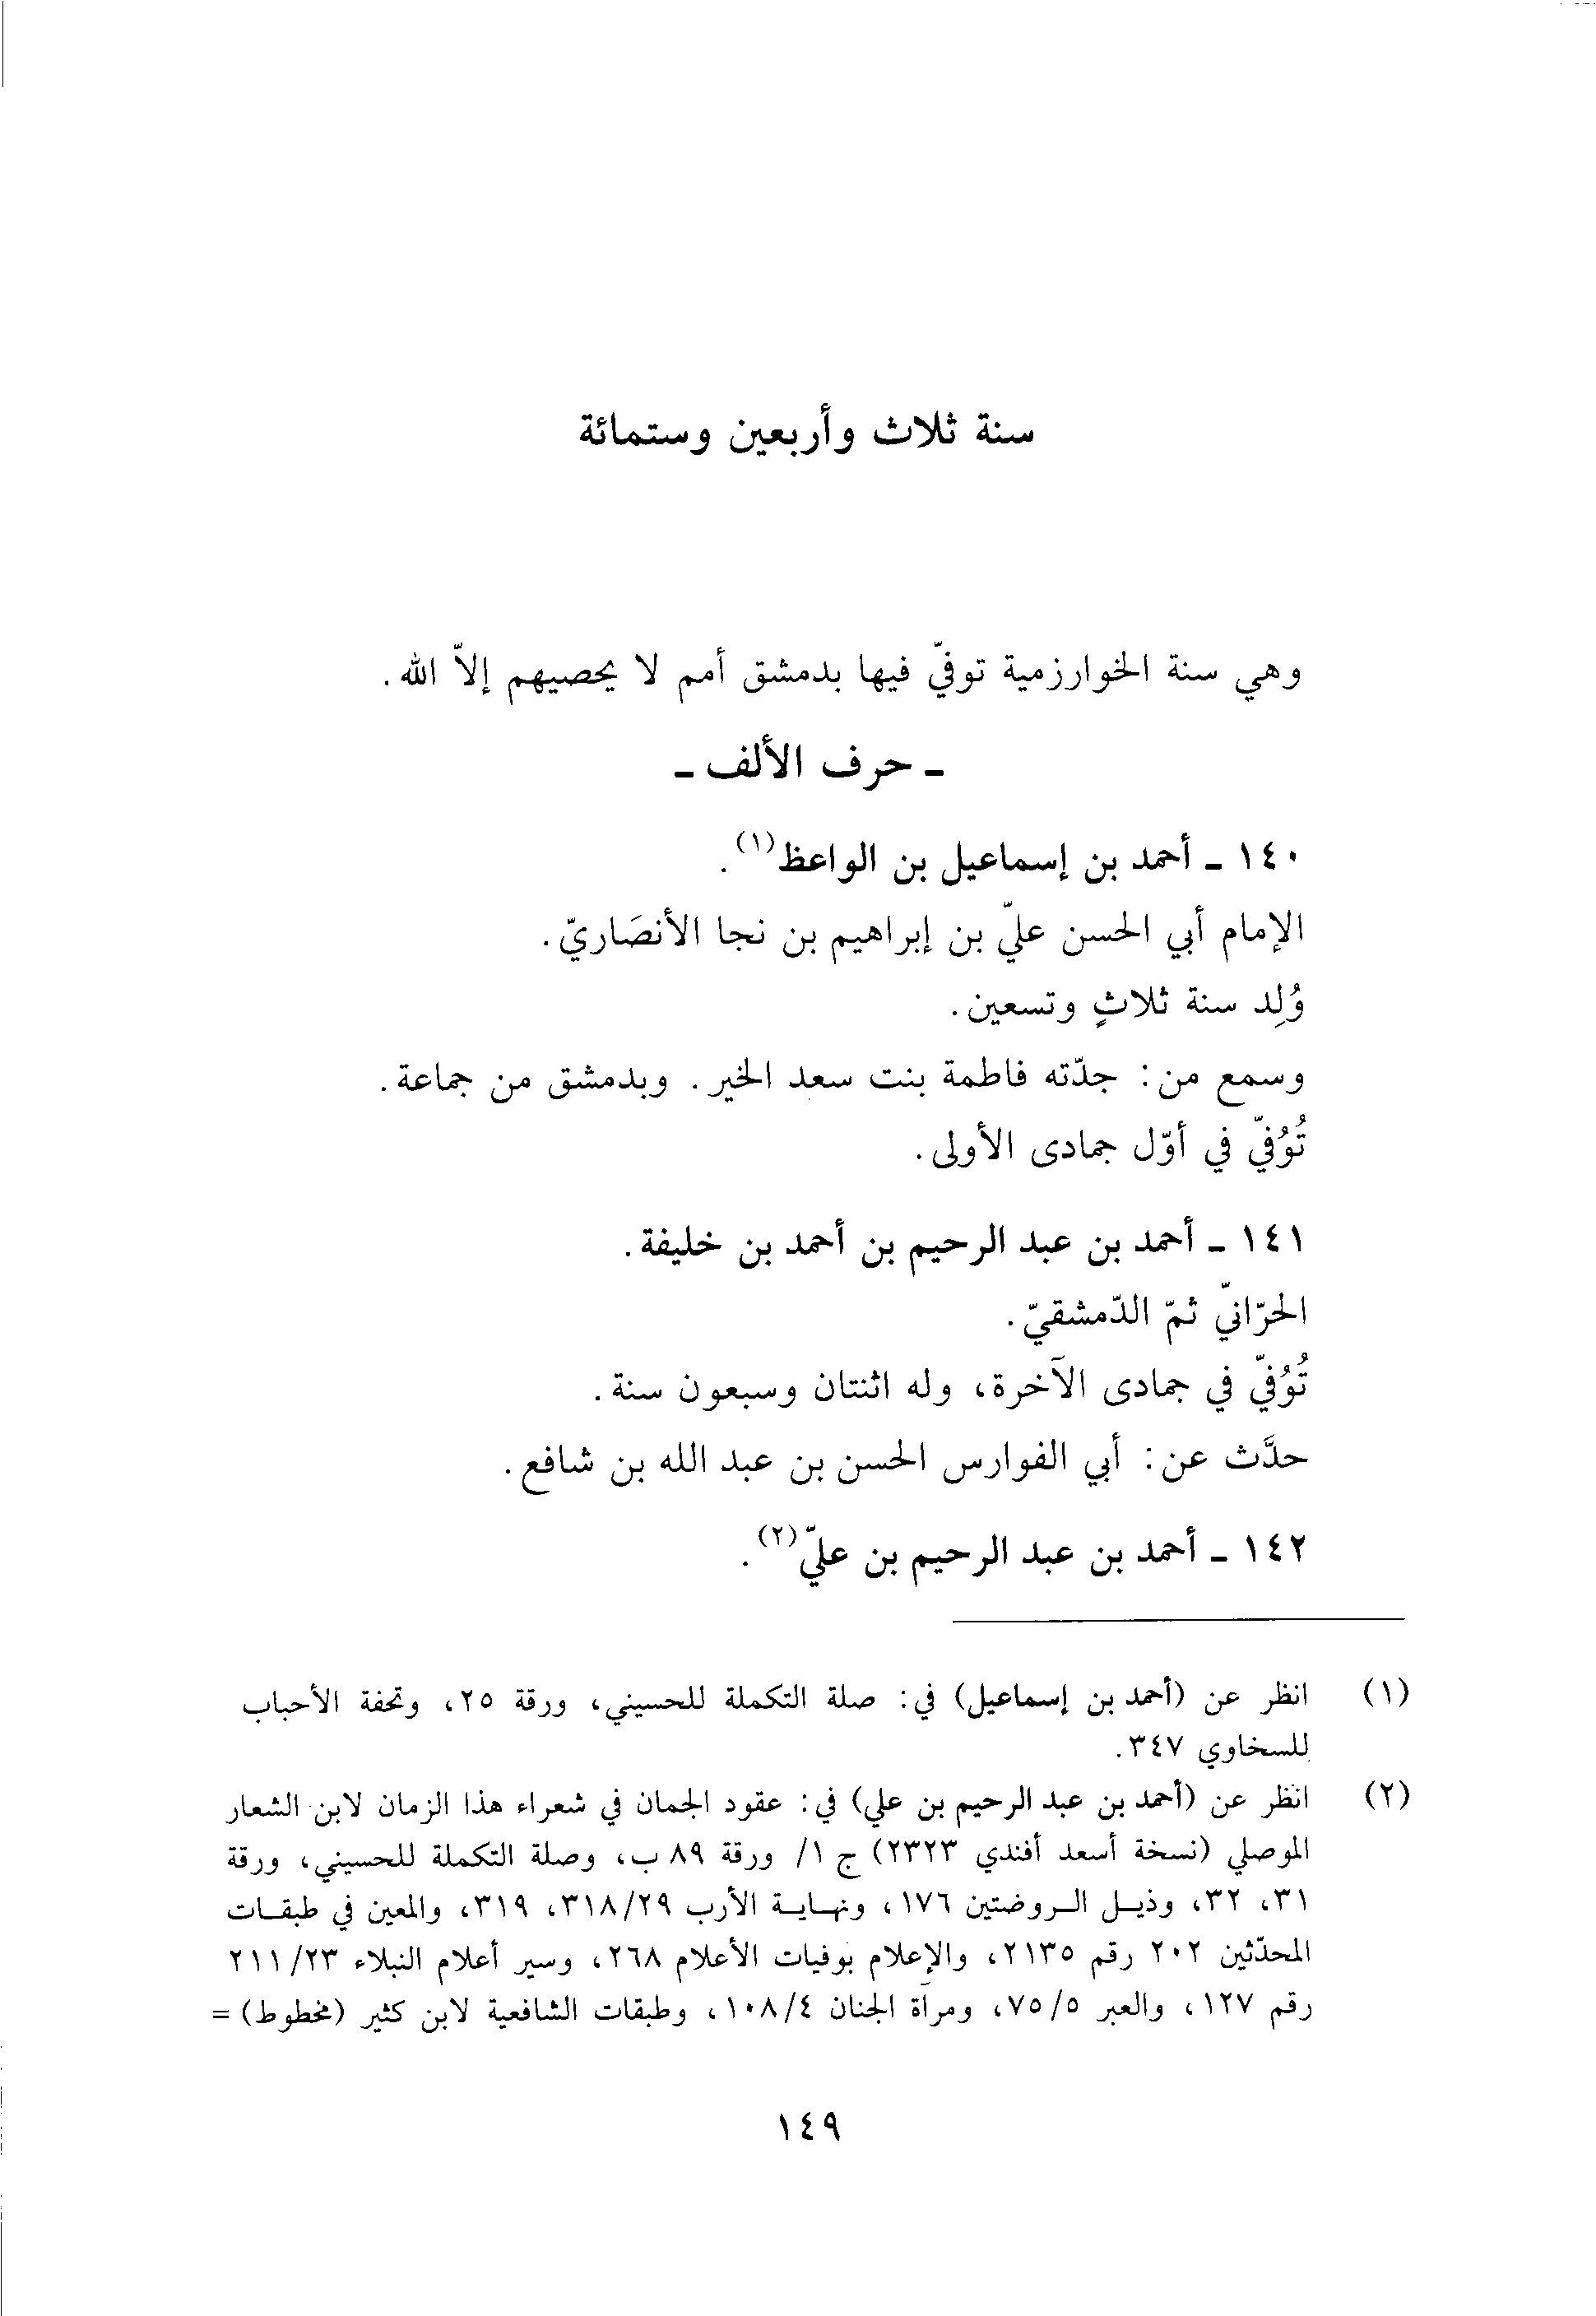 سنة ثلاث وأربعين وستمائة
وهي سنة الخوارزمية توفّي فيها بدمشق أمم لا يحصيهم إلاّ الله.
ـ حرف الألف ـ
١٤٠ ـ أحمد بن إسماعيل بن الواعظ(١).
الإمام أبي الحسن عليّ بن إبراهيم بن نجا الأنصَاريّ.
وُلِد سنة ثلاثٍ وتسعين.
وسمع من: جدّته فاطمة بنت سعد الخير. وبدمشق من جماعة.
تُوُفّي في أوّل جمادى الأولى.
١٤١ ـ أحمد بن عبد الرحيم بن أحمد بن خليفة.
الحرّانيّ ثمّ الدّمشقيّ.
تُوُفّي في جمادى الآخرة، وله اثنتان وسبعون سنة.
حدَّث عن: أبي الفوارس الحسن بن عبد الله بن شافع.
١٤٢ ـ أحمد بن عبد الرحيم بن عليّ(٢).
(١) انظر عن (أحمد بن إسماعيل) في: صلة التكملة للحسيني، ورقة ٢٥، وتحفة الأحباب
للسخاوي ٣٤٧.
(٢) انظر عن (أحمد بن عبد الرحيم بن علي) في: عقود الجمان في شعراء هذا الزمان لابن الشعار
الموصلي (نسخة أسعد أفندي ٢٣٢٣) ج ١/ ورقة ٨٩ ب، وصلة التكملة للحسيني، ورقة
٣١، ٣٢، وذيـل الـروضتين ١٧٦، ونهـايـة الأرب ٣١٨/٢٩، ٣١٩، والمعين في طبقـات
المحدّثين ٢٠٢ رقم ٢١٣٥، والإعلام بوفيات الأعلام ٢٦٨، وسير أعلام النبلاء ٢١١/٢٣
رقم ١٢٧، والعبر ٧٥/٥، ومرآة الجنان ١٠٨/٤، وطبقات الشافعية لابن كثير (مخطوط) =
١٤٩